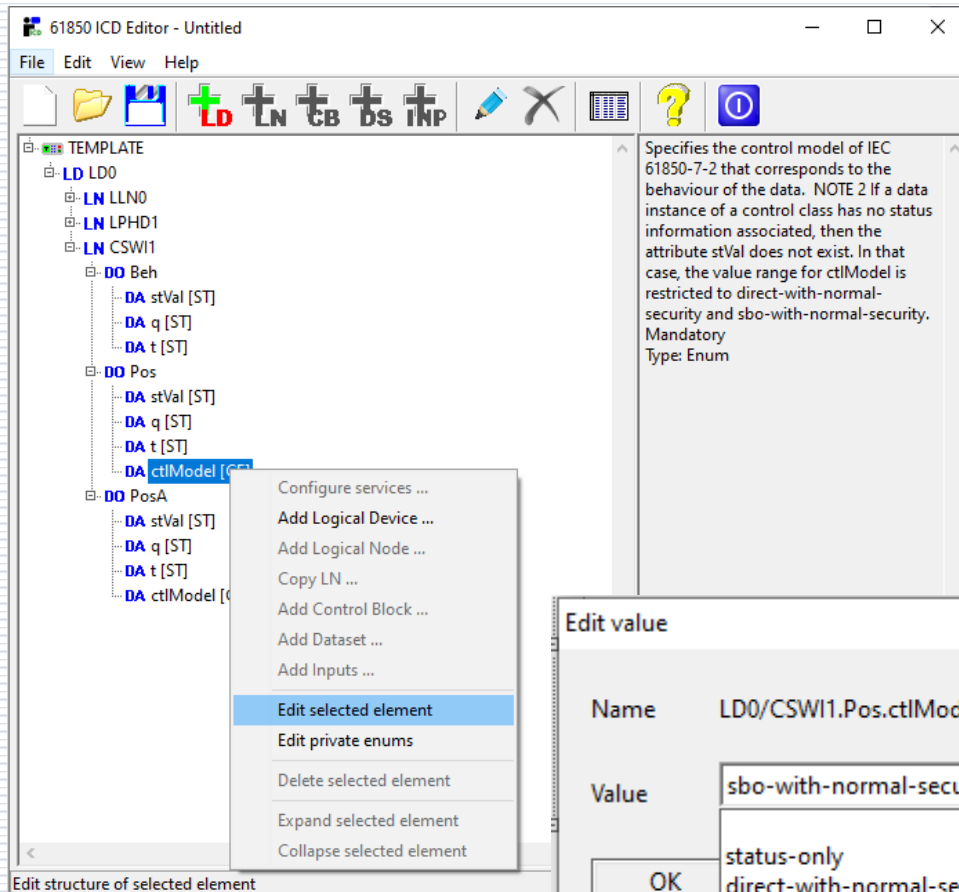 61850 ICD Editor - Untitled
File Edit View Help
LD LN CB DS INP
TEMPLATE
LD LD0
LN LLN0
LN LPHD1
LN CSWI1
DO Beh
DA stVal [ST]
DA q [ST]
DA t [ST]
DO Pos
DA stVal [ST]
DA q [ST]
DA t [ST]
DA ctlModel
DO PosA
DA stVal [ST]
DA q [ST]
DA t [ST]
DA ctlModel
Specifies the control model of IEC
61850-7-2 that corresponds to the
behaviour of the data. NOTE 2 If a data
instance of a control class has no status
information associated, then the
attribute stVal does not exist. In that
case, the value range for ctlModel is
restricted to direct-with-normal-
security and sbo-with-normal-security.
Mandatory
Type: Enum
Configure services ...
Add Logical Device ...
Add Logical Node ...
Copy LN ...
Add Control Block ...
Add Dataset ...
Add Inputs ...
Edit selected element
Edit private enums
Delete selected element
Expand selected element
Collapse selected element
Edit value
Name LD0/CSWI1.Pos.ctlMod
Value sbo-with-normal-secu
status-only
direct-with-normal-se
OK
Edit structure of selected element